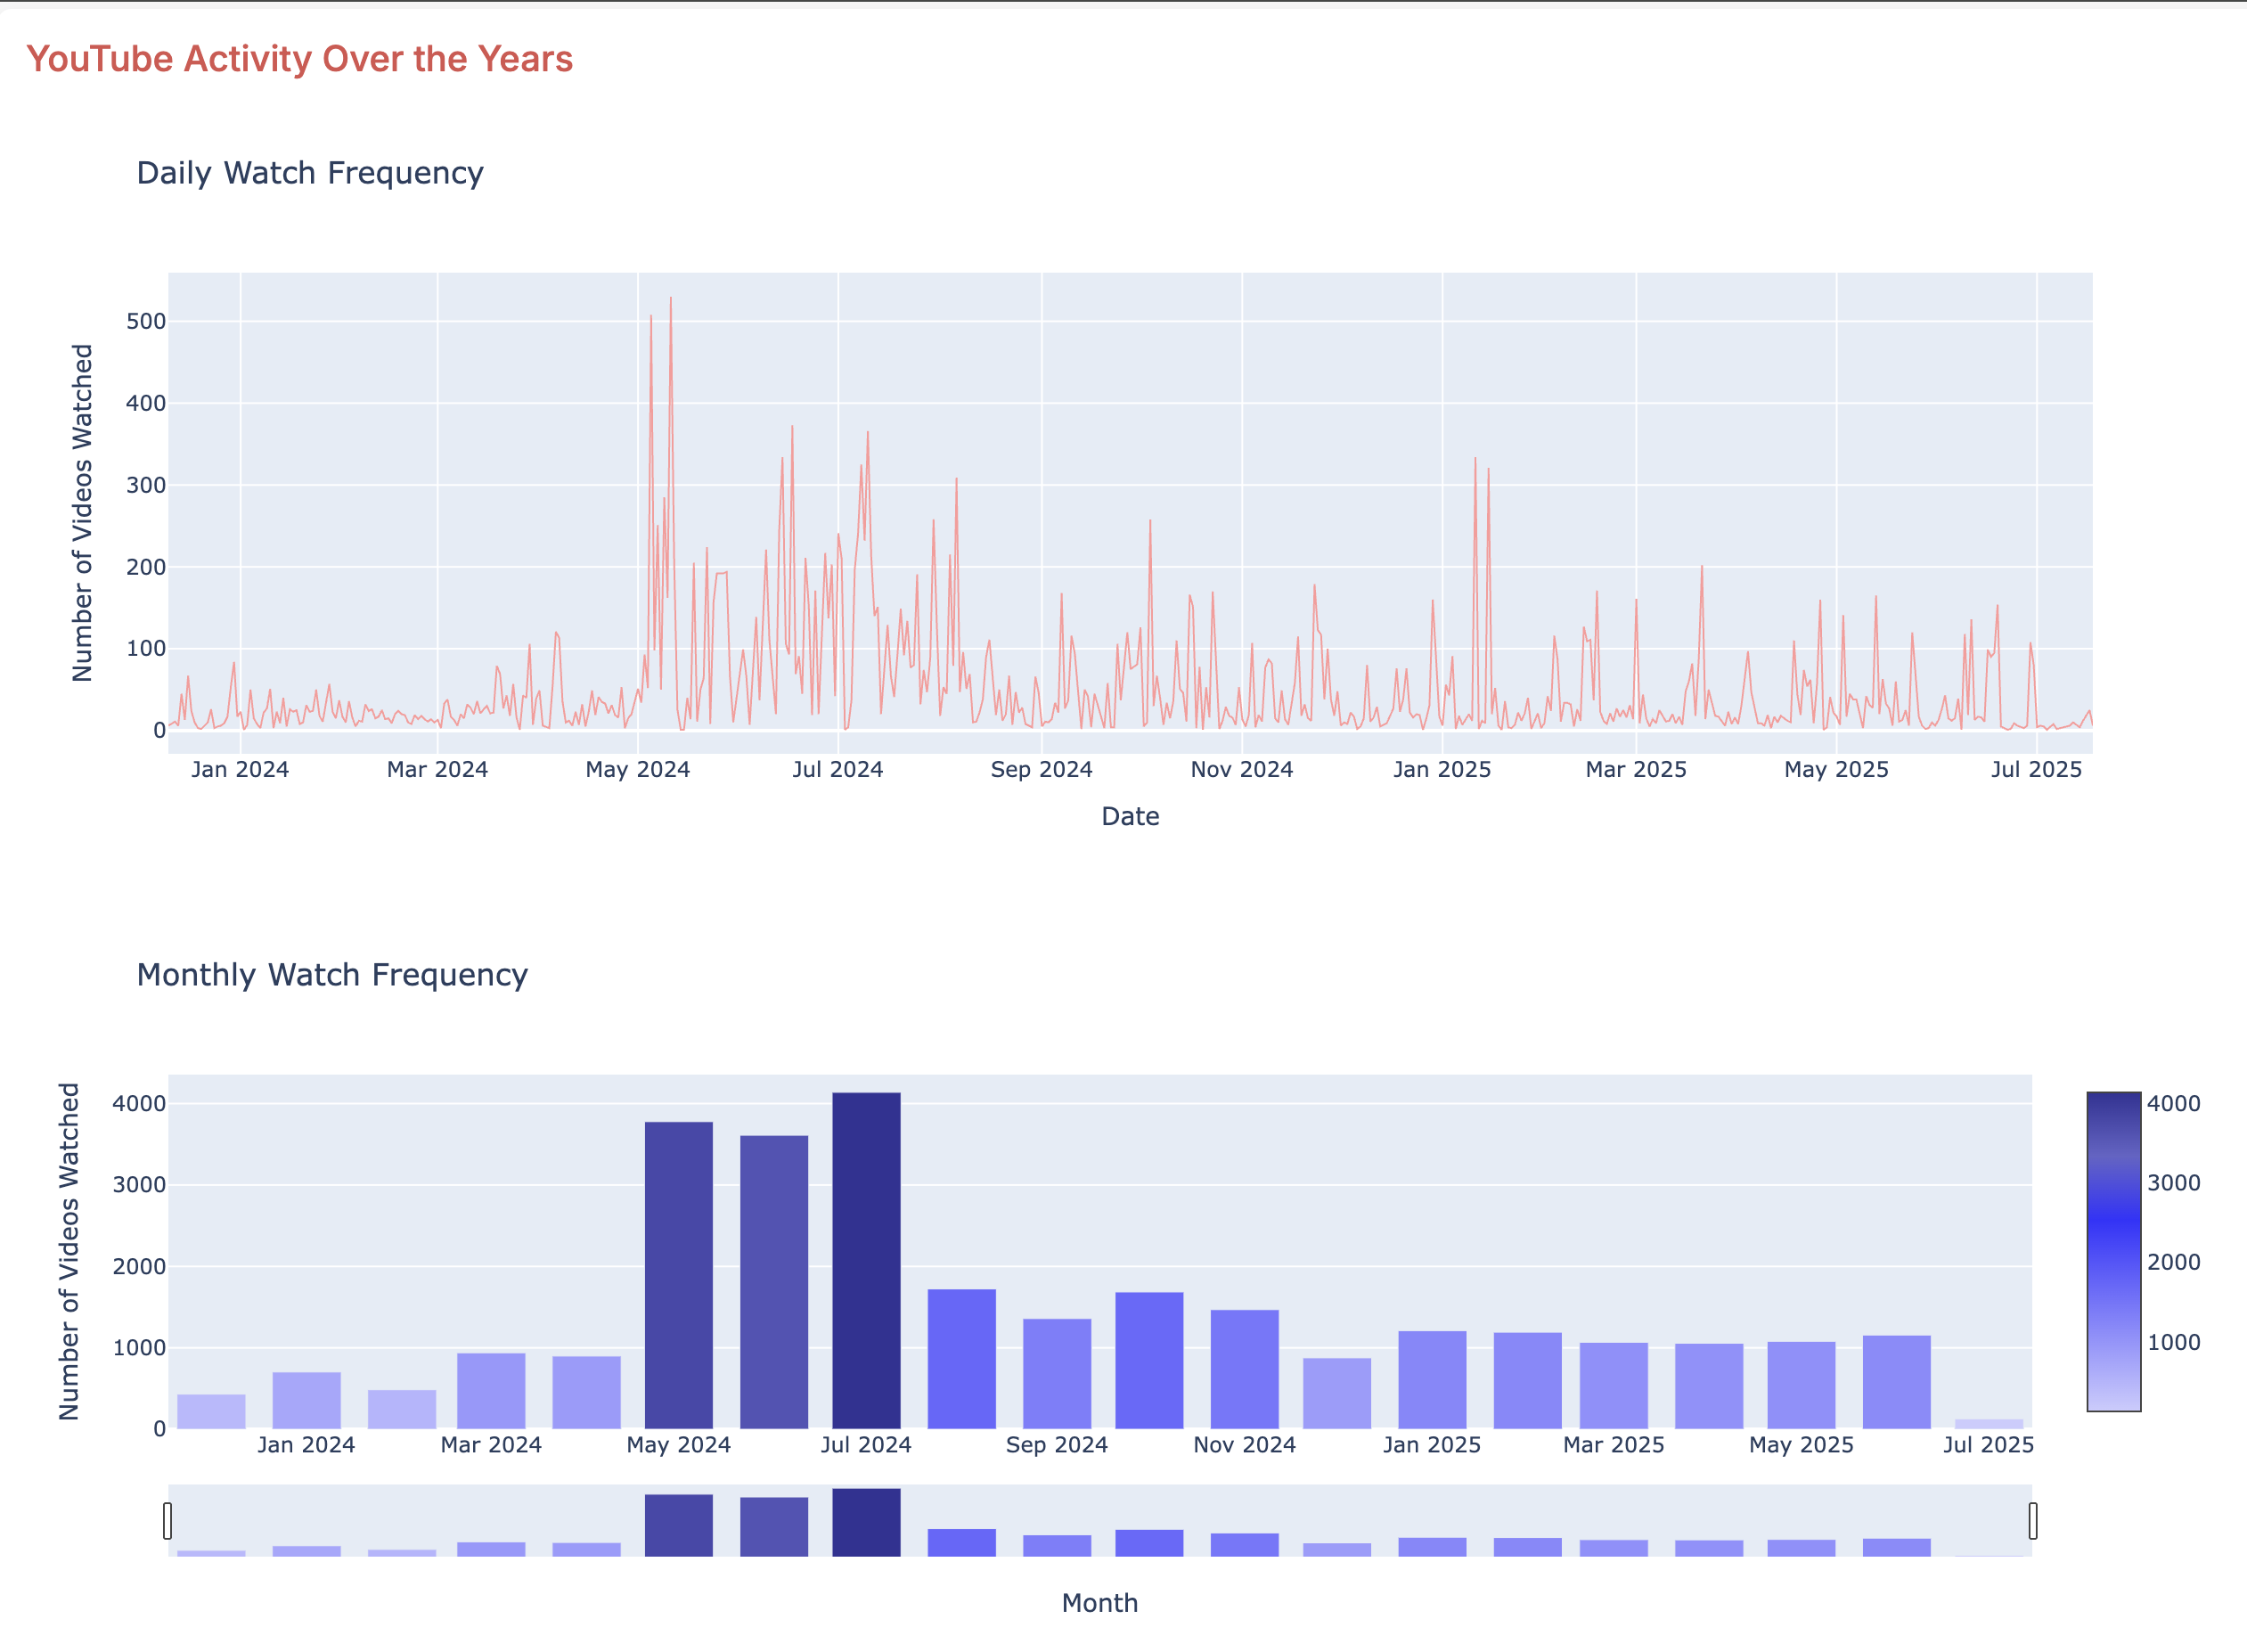 YouTube Activity Over the Years
Daily Watch Frequency
Number of Videos Watched
500
400
300
200
100
0
Jan 2024 Mar 2024 May 2024 Jul 2024 Sep 2024 Nov 2024 Jan 2025 Mar 2025 May 2025 Jul 2025
Date
Monthly Watch Frequency
Number of Videos Watched
4000
3000
2000
1000
0
Jan 2024 Mar 2024 May 2024 Jul 2024 Sep 2024 Nov 2024 Jan 2025 Mar 2025 May 2025 Jul 2025
4000
3000
2000
1000
Month